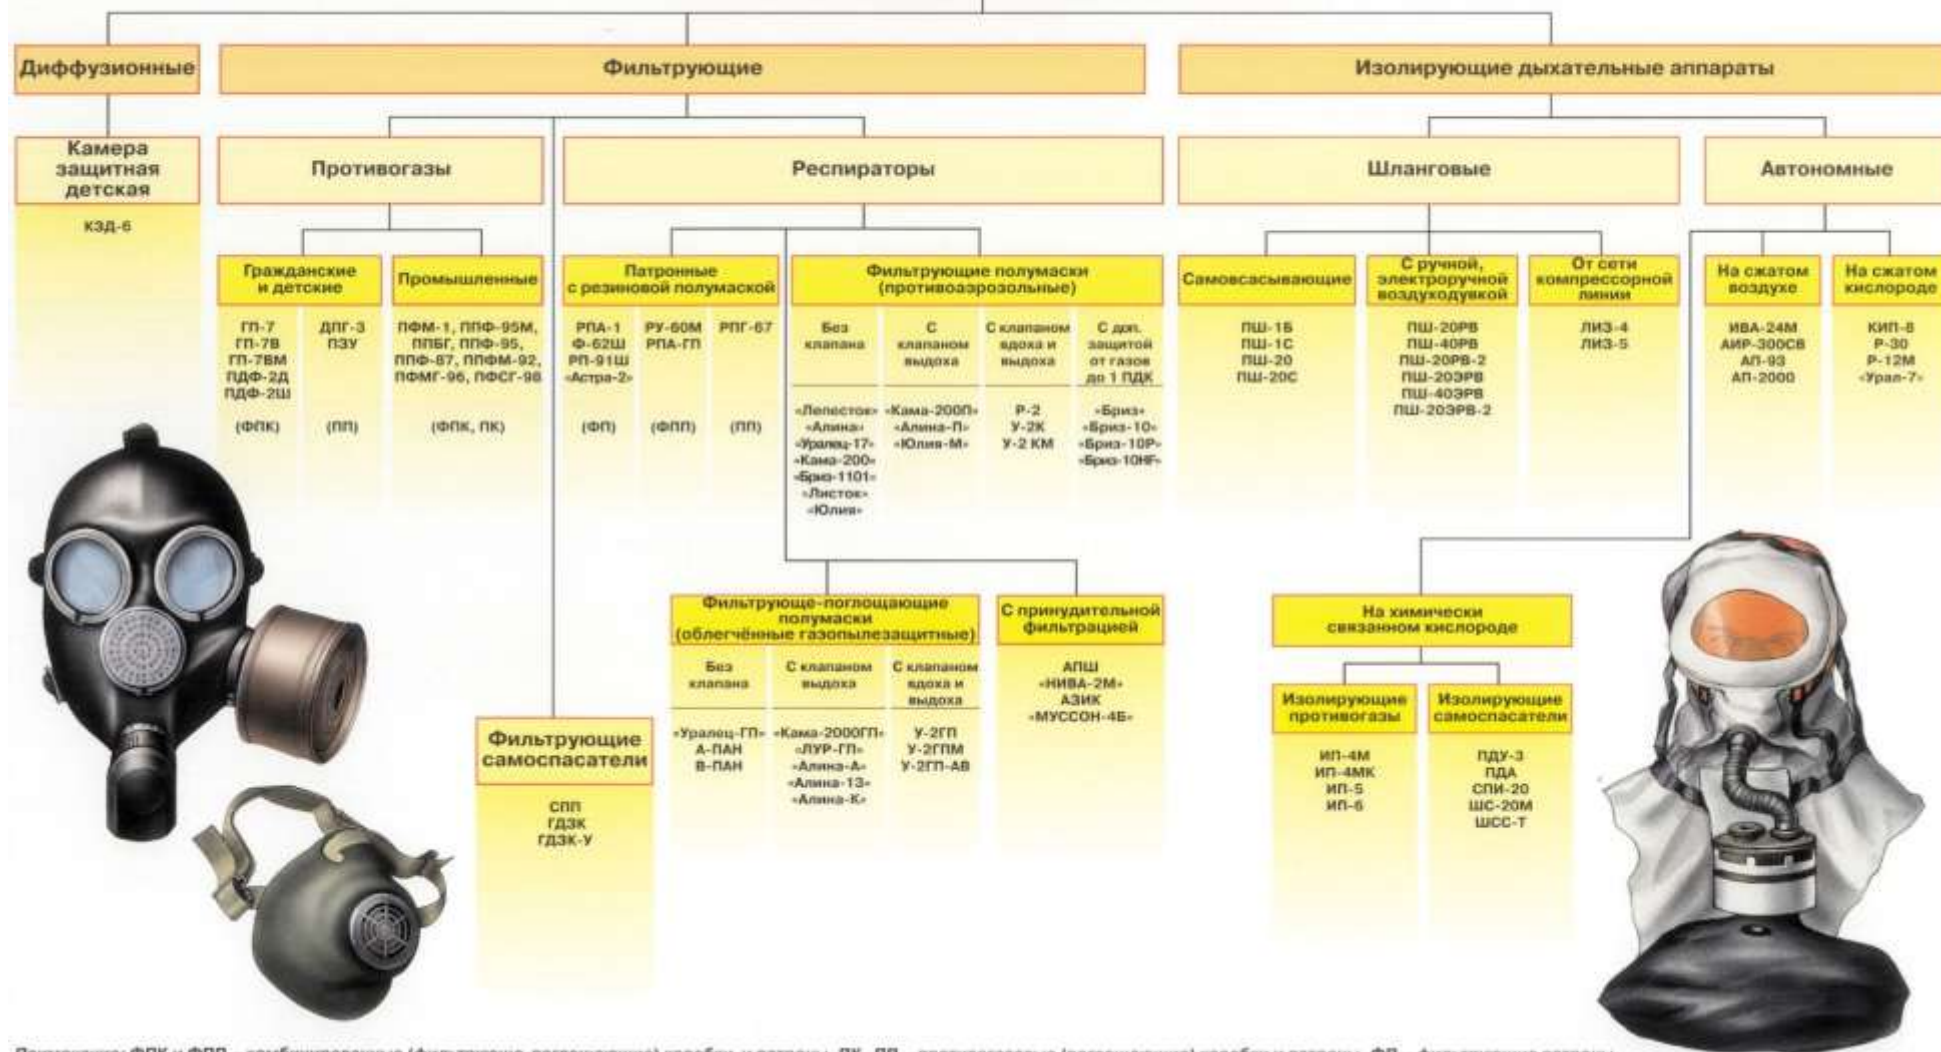 Диффузионные
Фильтрующие
Изолирующие дыхательные аппараты
Камера
защитная
детская
КЗД-6
Противогазы
Респираторы
Шланговые
Автономные
Гражданские
и детские
ГП-7
ГП-7В
ГП-7ВМ
ПДФ-2Д
ПДФ-2Ш
(ФПК)
ДПГ-3
ПЗУ
(ПП)
Промышленные
ПФМ-1, ППФ-95М,
ППБГ, ППФ-95,
ППФ-87, ППФМ-92,
ПФМГ-96, ПФСГ-98
(ФПК, ПК)
Патронные
с резиновой полумаской
РПА-1
Ф-62Ш
РП-91Ш
«Астра-2»
(ФП)
РУ-60М
РПА-ГП
(ФПП)
РПГ-67
(ПП)
Фильтрующие полумаски
(противоаэрозольные)
Без
клапана
«Лепесток»
«Алина»
«Уралец-17»
«Кама-200»
«Бриз-1101»
«Листок»
«Юлия»
С
клапаном
выдоха
«Кама-200П»
«Алина-П»
«Юлия-М»
С клапаном
вдоха и
выдоха
Р-2
У-2К
У-2 КМ
С доп.
защитой
от газов
до 1 ПДК
«Бриз»
«Бриз-10»
«Бриз-10Р»
«Бриз-10НF»
Самовсасывающие
ПШ-1Б
ПШ-1С
ПШ-20
ПШ-20С
С ручной,
электроручной
воздуходувкой
ПШ-20РВ
ПШ-40РВ
ПШ-20РВ-2
ПШ-20ЭРВ
ПШ-40ЭРВ
ПШ-20ЭРВ-2
От сети
компрессорной
линии
ЛИЗ-4
ЛИЗ-5
На сжатом
воздухе
ИВА-24М
АИР-300СВ
АП-93
АП-2000
На сжатом
кислороде
КИП-8
Р-30
Р-12М
«Урал-7»
Фильтрующе-поглощающие
полумаски
(облегчённые газопылезащитные)
Без
клапана
«Уралец-ГП»
А-ПАН
В-ПАН
С клапаном
выдоха
«Кама-2000ГП»
«ЛУР-ГП»
«Алина-А»
«Алина-13»
«Алина-К»
С клапаном
вдоха и
выдоха
У-2ГП
У-2ГПМ
У-2ГП-АВ
С принудительной
фильтрацией
АПШ
«НИВА-2М»
АЗИК
«МУССОН-4Б»
Фильтрующие
самоспасатели
СПП
ГДЗК
ГДЗК-У
На химически
связанном кислороде
Изолирующие
противогазы
ИП-4М
ИП-4МК
ИП-5
ИП-6
Изолирующие
самоспасатели
ПДУ-3
ПДА
СПИ-20
ШС-20М
ШСС-Т